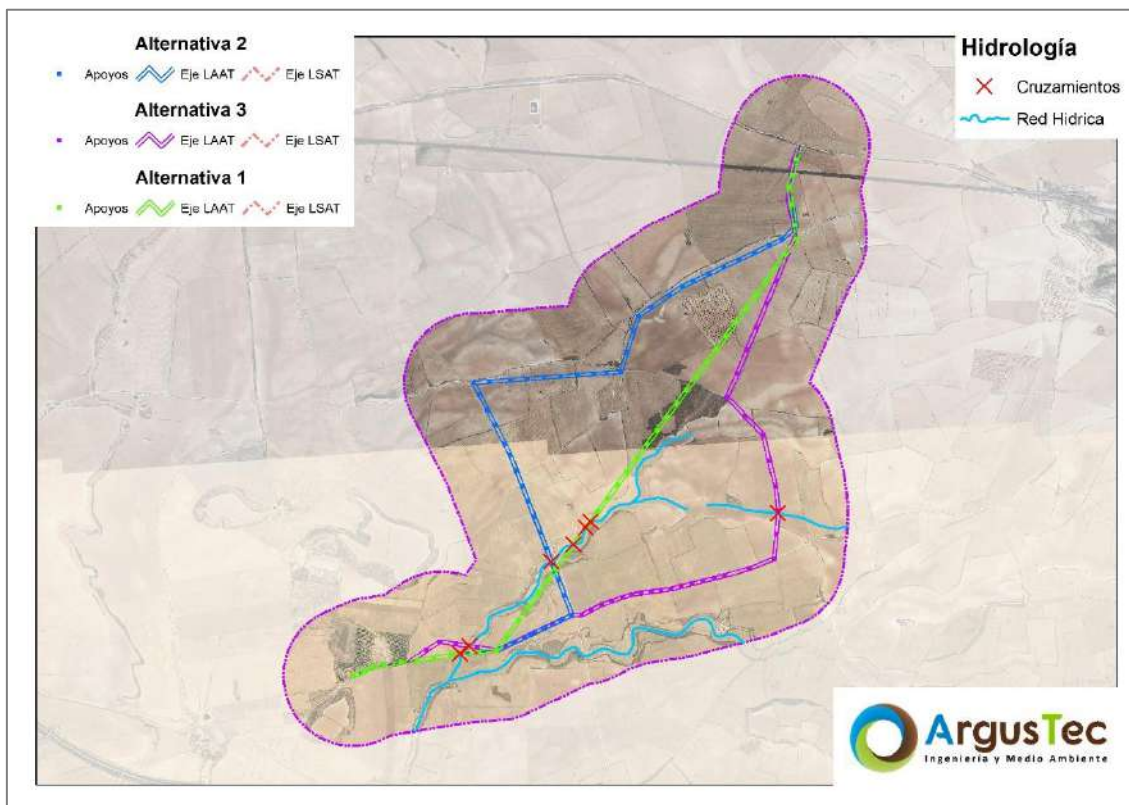 Alternativa 2
Apoyos Eje LAAT Eje LSAT
Alternativa 3
Apoyos Eje LAAT Eje LSAT
Alternativa 1
Apoyos Eje LAAT Eje LSAT
Hidrología
Cruzamientos
Red Hídrica
ArgusTec
Ingeniería y Medio Ambiente